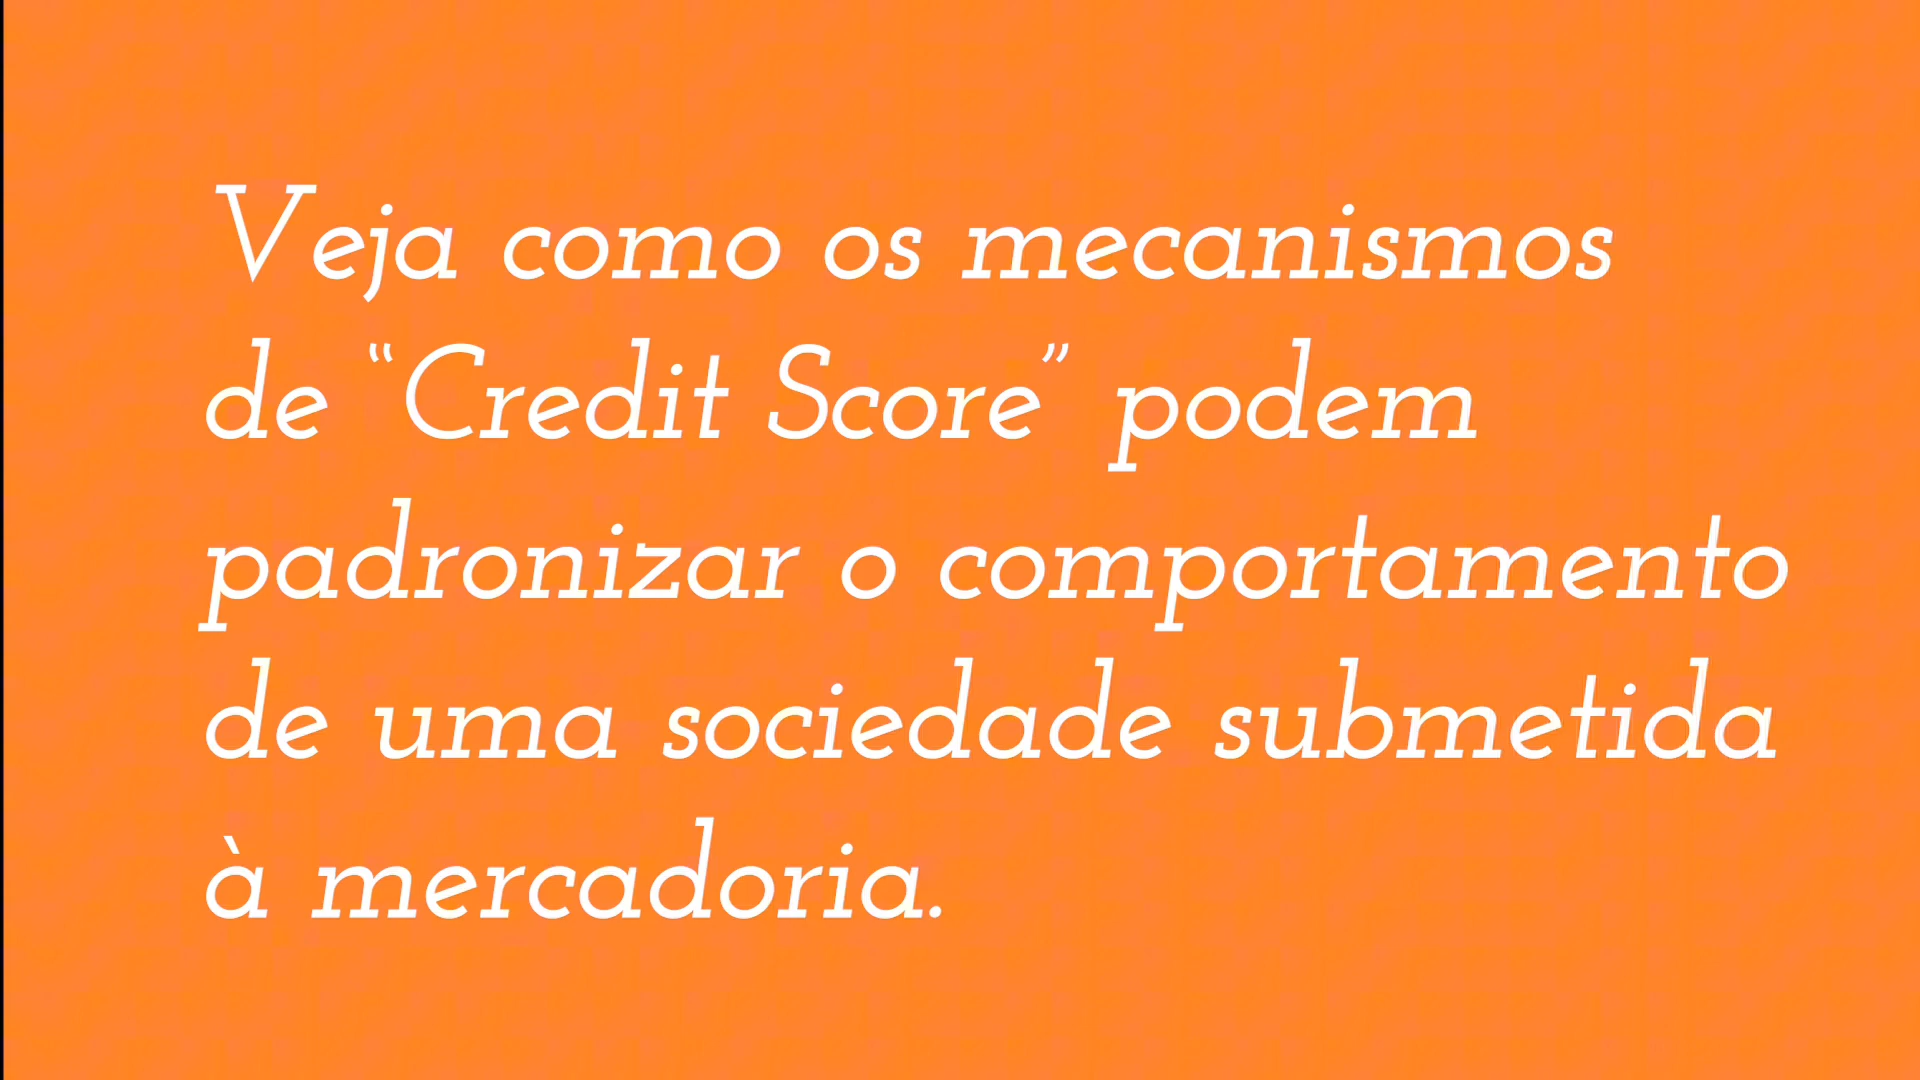 Veja como os mecanismos
de “Credit Score” podem
padronizar o comportamento
de uma sociedade submetida
à mercadoria.